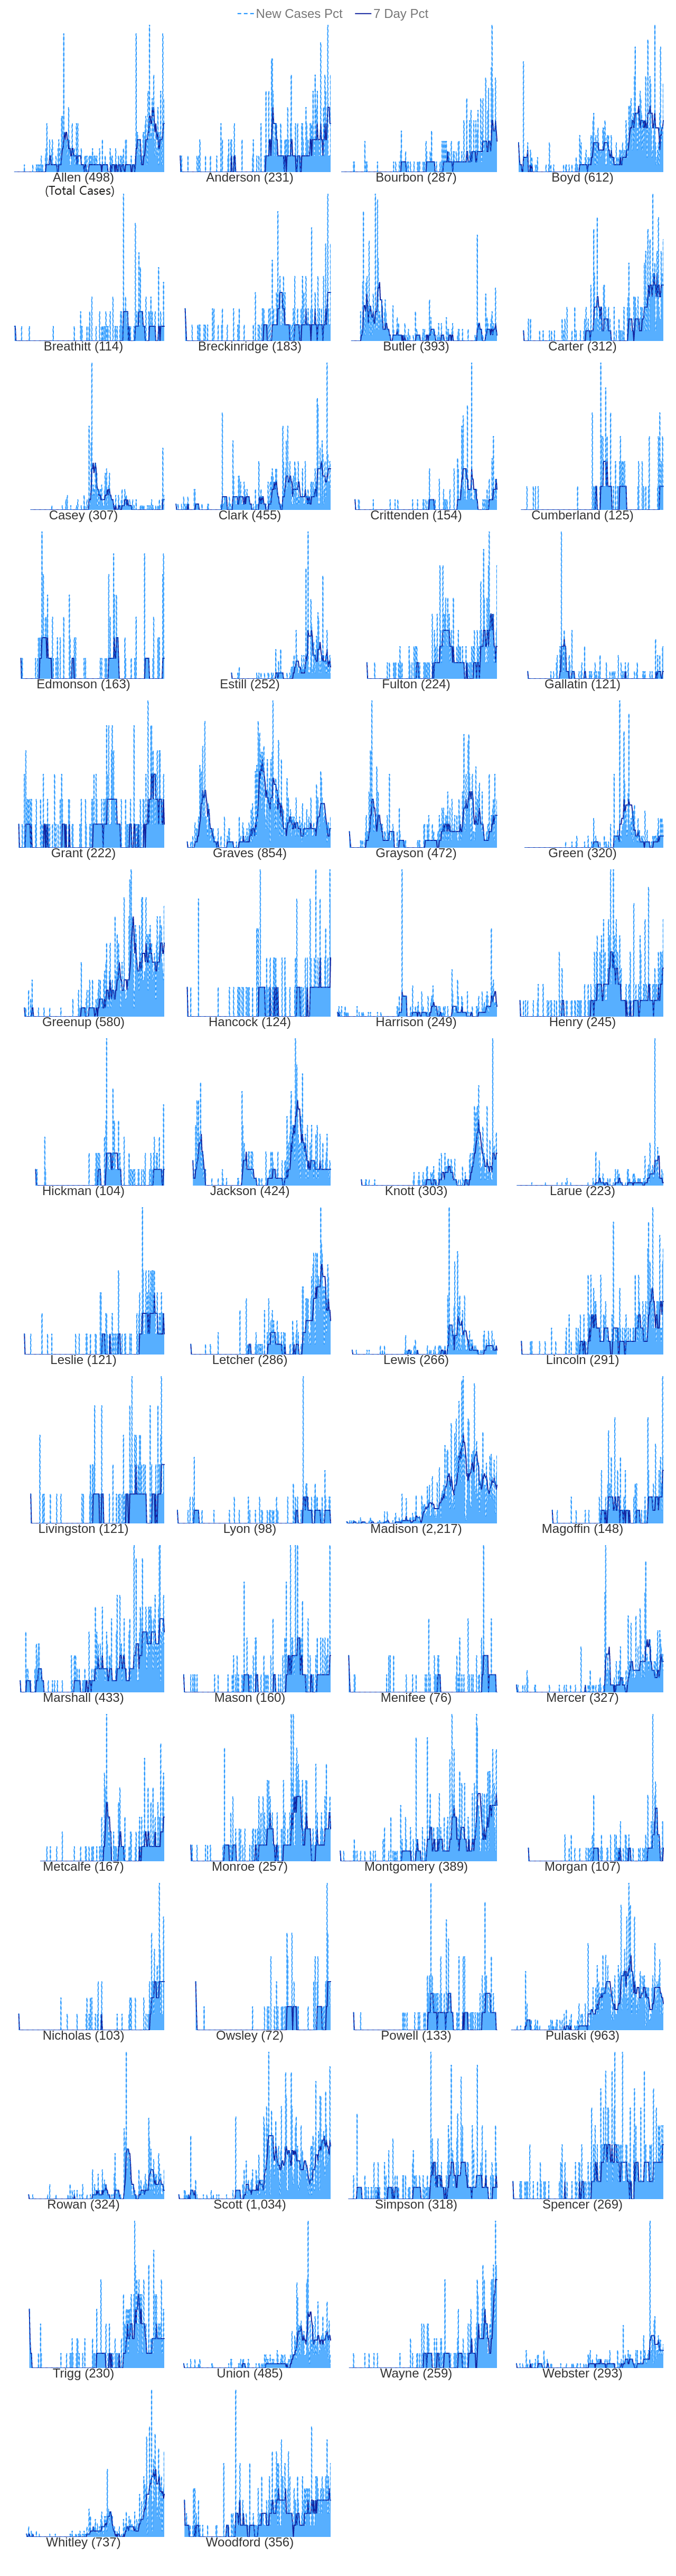 New Cases Pct 7 Day Pct
Allen (498) Anderson (231) Bourbon (287) Boyd (612)
(Total Cases)
Breathitt (114) Breckinridge (183) Butler (393) Carter (312)
Casey (307) Clark (455) Crittenden (154) Cumberland (125)
Edmonson (163) Estill (252) Fulton (224) Gallatin (121)
Grant (222) Graves (854) Grayson (472) Green (320)
Greenup (580) Hancock (124) Harrison (249) Henry (245)
Hickman (104) Jackson (424) Knott (303) Larue (223)
Leslie (121) Letcher (286) Lewis (266) Lincoln (291)
Livingston (121) Lyon (98) Madison (2,217) Magoffin (148)
Marshall (433) Mason (160) Menifee (76) Mercer (327)
Metcalfe (167) Monroe (257) Montgomery (389) Morgan (107)
Nicholas (103) Owsley (72) Powell (133) Pulaski (963)
Rowan (324) Scott (1,034) Simpson (318) Spencer (269)
Trigg (230) Union (485) Wayne (259) Webster (293)
Whitley (737) Woodford (356)